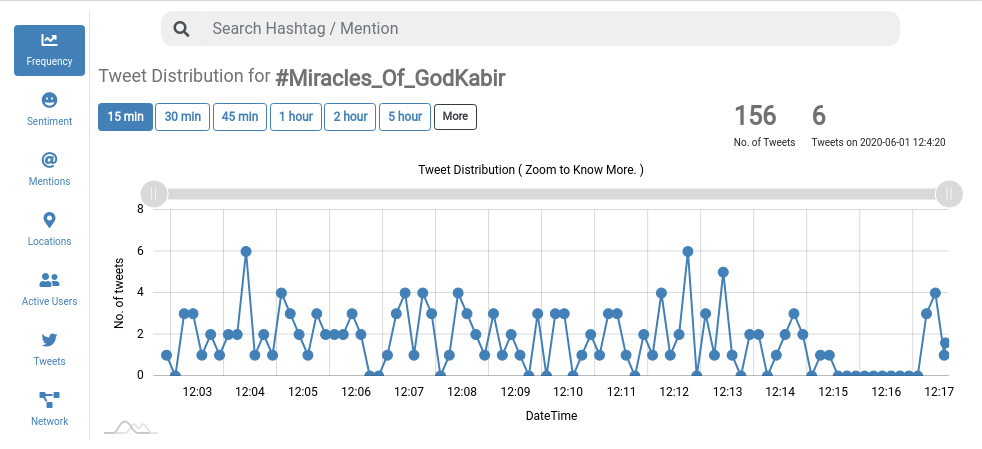 Search Hashtag / Mention
Frequency
Sentiment
Mentions
Locations
Active Users
Tweets
Network
Tweet Distribution for #Miracles_Of_GodKabir
15 min 30 min 45 min 1 hour 2 hour 5 hour More
156 6
No. of Tweets Tweets on 2020-06-01 12:4:20
Tweet Distribution ( Zoom to Know More. )
No. of tweets
8
6
4
2
0
12:03 12:04 12:05 12:06 12:07 12:08 12:09 12:10 12:11 12:12 12:13 12:14 12:15 12:16 12:17
DateTime